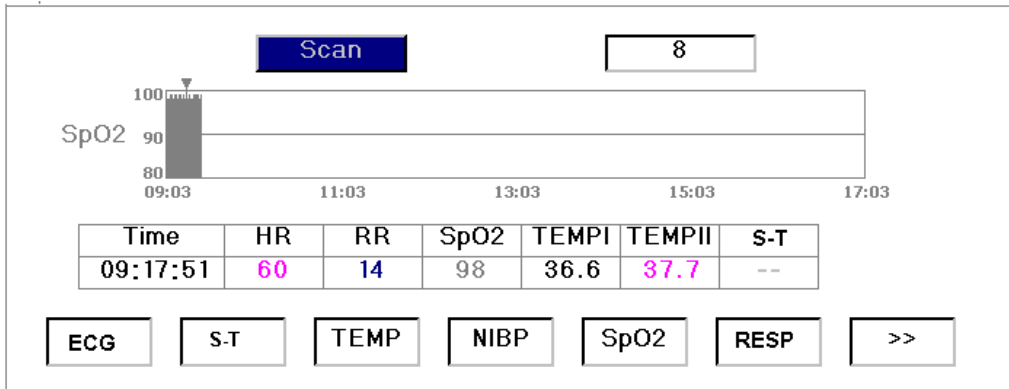 Scan 8
100
SpO2 90
80
09:03 11:03 13:03 15:03 17:03
Time HR RR SpO2 TEMPI TEMPII S-T
09:17:51 60 14 98 36.6 37.7 --
ECG S-T TEMP NIBP SpO2 RESP >>